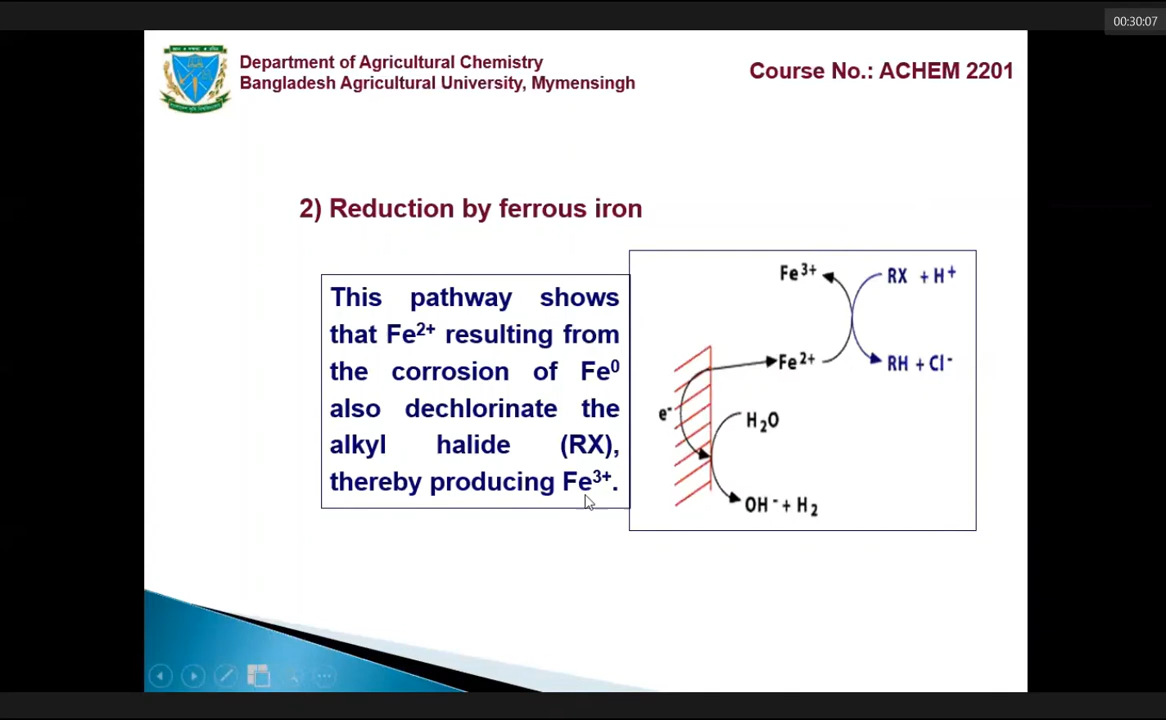 00:30:07
Department of Agricultural Chemistry
Bangladesh Agricultural University, Mymensingh
Course No.: ACHEM 2201
2) Reduction by ferrous iron
This pathway shows
that Fe²⁺ resulting from
the corrosion of Fe⁰
also dechlorinate the
alkyl halide (RX),
thereby producing Fe³⁺.
Fe³⁺
RX + H⁺
Fe²⁺
RH + Cl⁻
e⁻
H₂O
OH⁻ + H₂